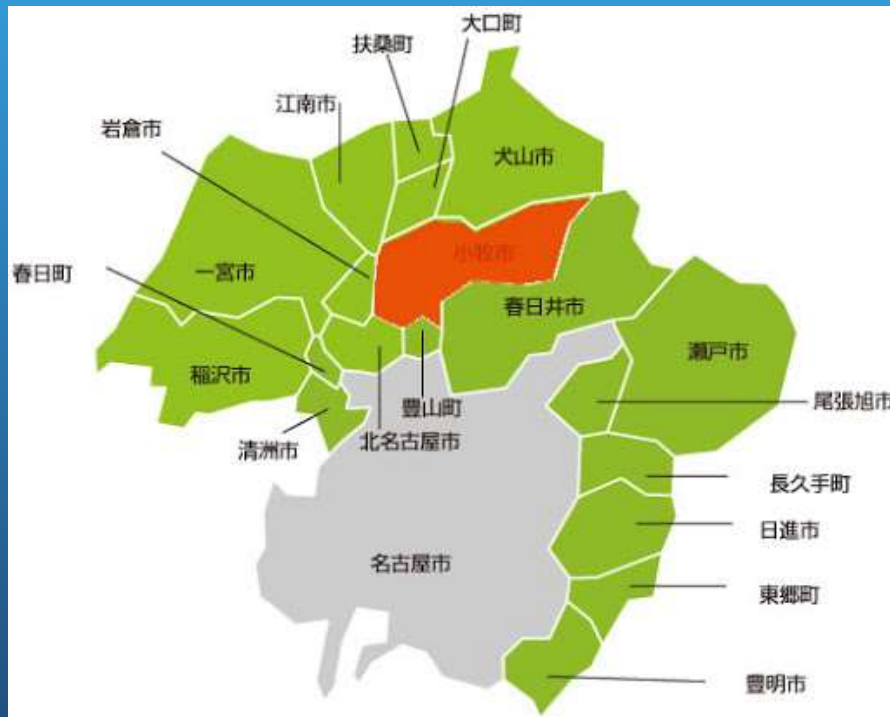 大口町
扶桑町
江南市
岩倉市
犬山市
小牧市
春日町
一宮市
春日井市
瀬戸市
稲沢市
豊山町
尾張旭市
北名古屋市
清洲市
長久手町
日進市
名古屋市
東郷町
豊明市